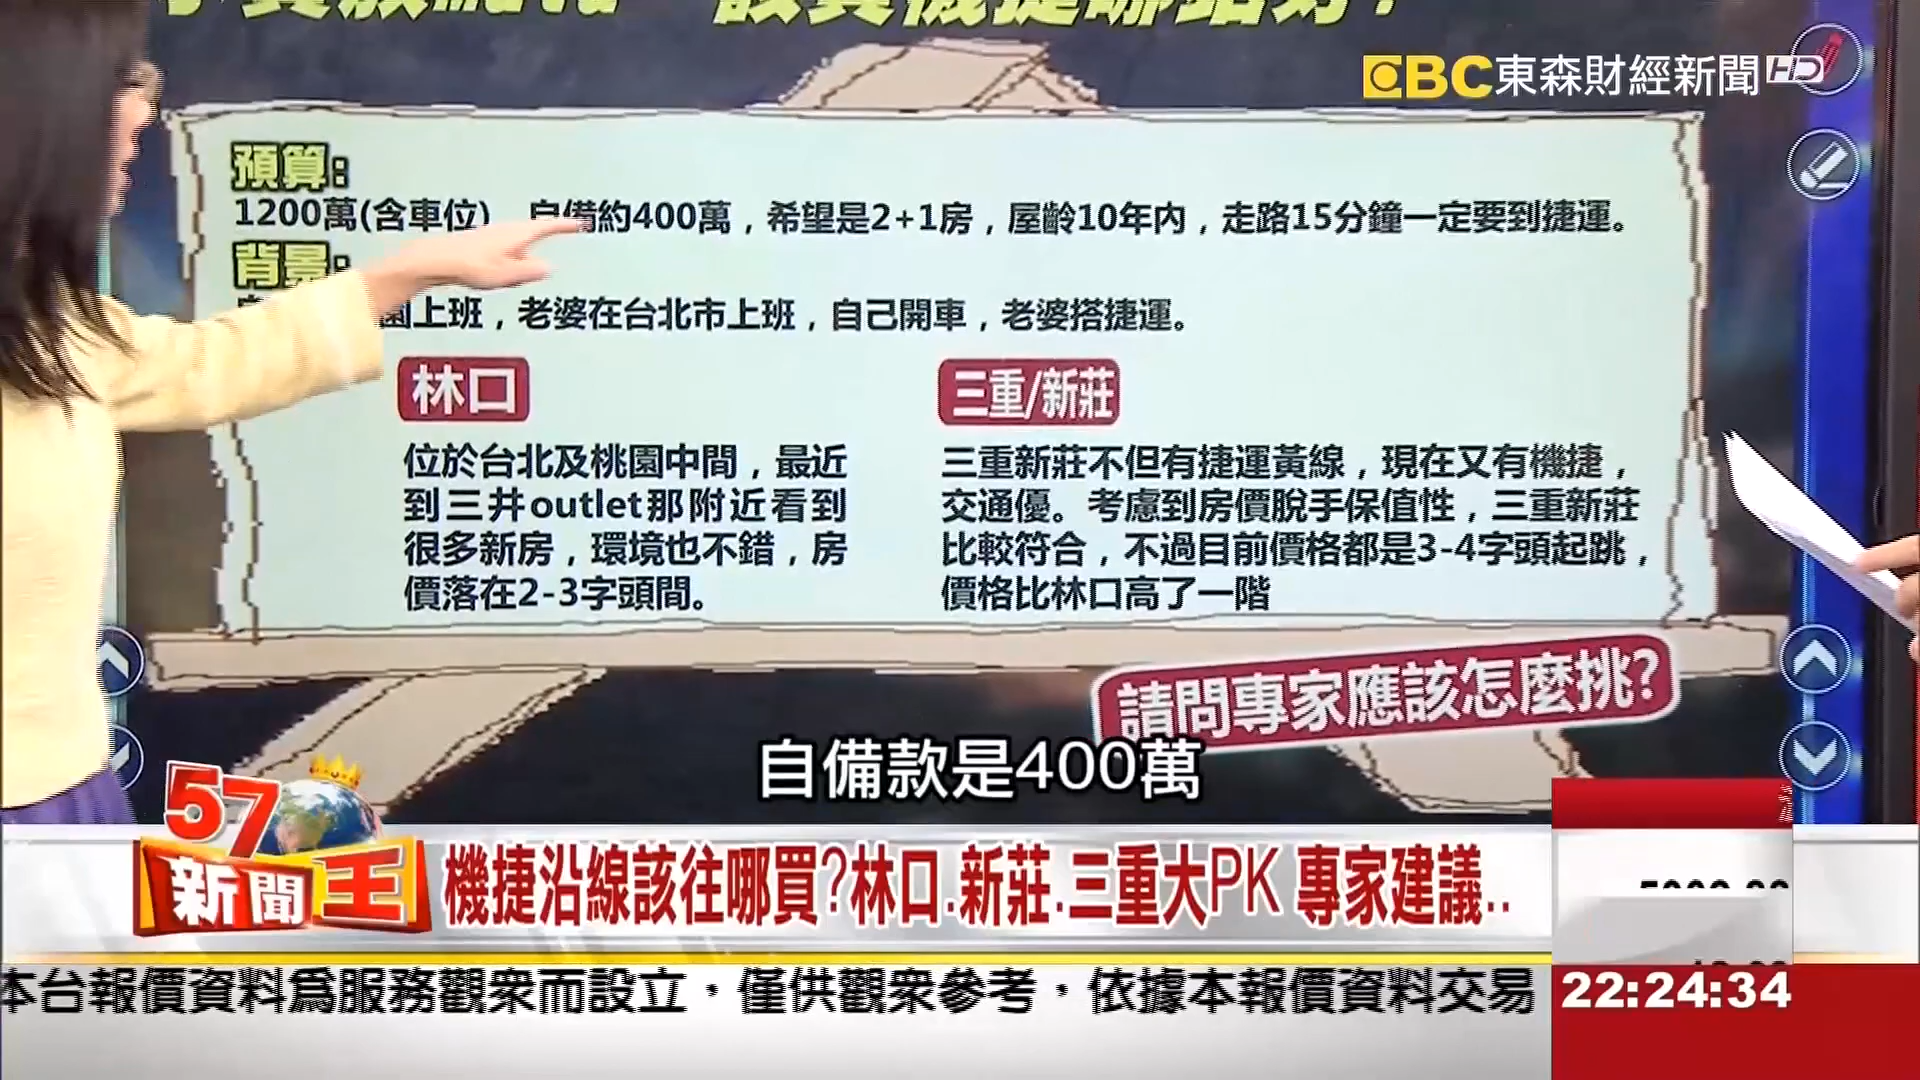 EBC東森財經新聞HD
預算:
1200萬(含車位) 自備約400萬，希望是2+1房，屋齡10年內，走路15分鐘一定要到捷運。
背景:
園上班，老婆在台北市上班，自己開車，老婆搭捷運。
林口
位於台北及桃園中間，最近
到三井outlet那附近看到
很多新房，環境也不錯，房
價落在2-3字頭間。
三重/新莊
三重新莊不但有捷運黃線，現在又有機捷，
交通優。考慮到房價脫手保值性，三重新莊
比較符合，不過目前價格都是3-4字頭起跳，
價格比林口高了一階
請問專家應該怎麼挑?
自備款是400萬
57
新聞王
機捷沿線該往哪買?林口.新莊.三重大PK 專家建議..
本台報價資料為服務觀眾而設立，僅供觀眾參考，依據本報價資料交易
22:24:34